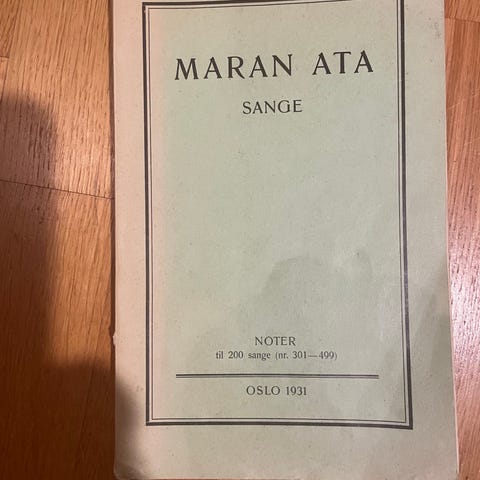 MARAN ATA
SANGE
NOTER
til 200 sange (nr. 301—499)
OSLO 1931